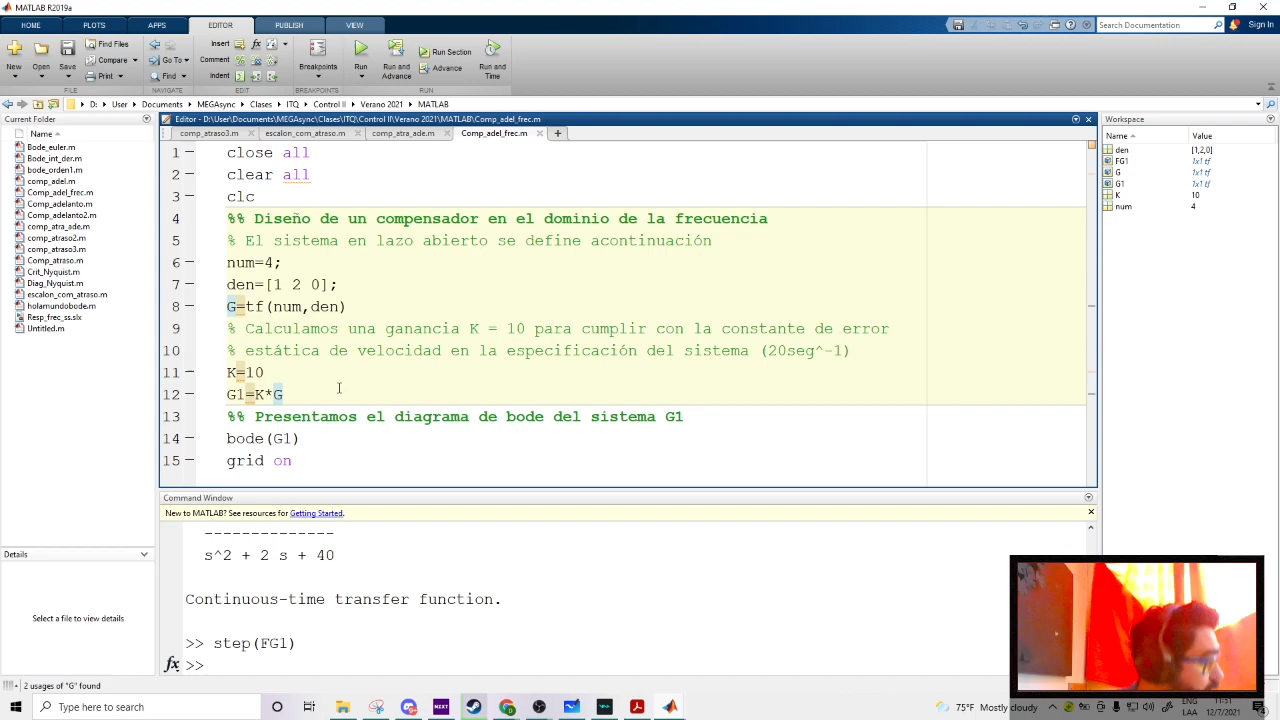 MATLAB R2019a
HOME PLOTS APPS EDITOR PUBLISH VIEW
Search Documentation Sign In
New Open Save Find Files Compare Print
Insert Comment Indent
Go To Find
Breakpoints Run Run and Advance Run Section Advance Run and Time
FILE NAVIGATE EDIT BREAKPOINTS RUN
D: User Documents MEGAsync Clases ITQ Control II Verano 2021 MATLAB
Current Folder
Name
Bode_euler.m
Bode_int_der.m
bode_orden1.m
comp_adel.m
Comp_adel_frec.m
Comp_adelanto.m
Comp_adelanto2.m
comp_atra_ade.m
comp_atraso2.m
comp_atraso3.m
Comp_atraso.m
Crit_Nyquist.m
Diag_Nyquist.m
escalon_com_atraso.m
holamundobode.m
Resp_frec_ss.slx
Untitled.m
Details
Select a file to view details
Editor - D:\User\Documents\MEGAsync\Clases\ITQ\Control II\Verano 2021\MATLAB\Comp_adel_frec.m
comp_atraso3.m escalon_com_atraso.m comp_atra_ade.m Comp_adel_frec.m
1 close all
2 clear all
3 clc
4 %% Diseño de un compensador en el dominio de la frecuencia
5 % El sistema en lazo abierto se define acontinuación
6 num=4;
7 den=[1 2 0];
8 G=tf(num,den)
9 % Calculamos una ganancia K = 10 para cumplir con la constante de error
10 % estática de velocidad en la especificación del sistema (20seg^-1)
11 K=10
12 G1=K*G
13 %% Presentamos el diagrama de bode del sistema G1
14 bode(G1)
15 grid on
Command Window
New to MATLAB? See resources for Getting Started.
--------------
s^2 + 2 s + 40
Continuous-time transfer function.
>> step(FG1)
fx >>
Workspace
Name Value
den [1,2,0]
FG1 1x1 tf
G 1x1 tf
G1 1x1 tf
K 10
num 4
2 usages of "G" found
Type here to search
NZXT
75°F Mostly cloudy
ENG
LAA
11:51
12/7/2021